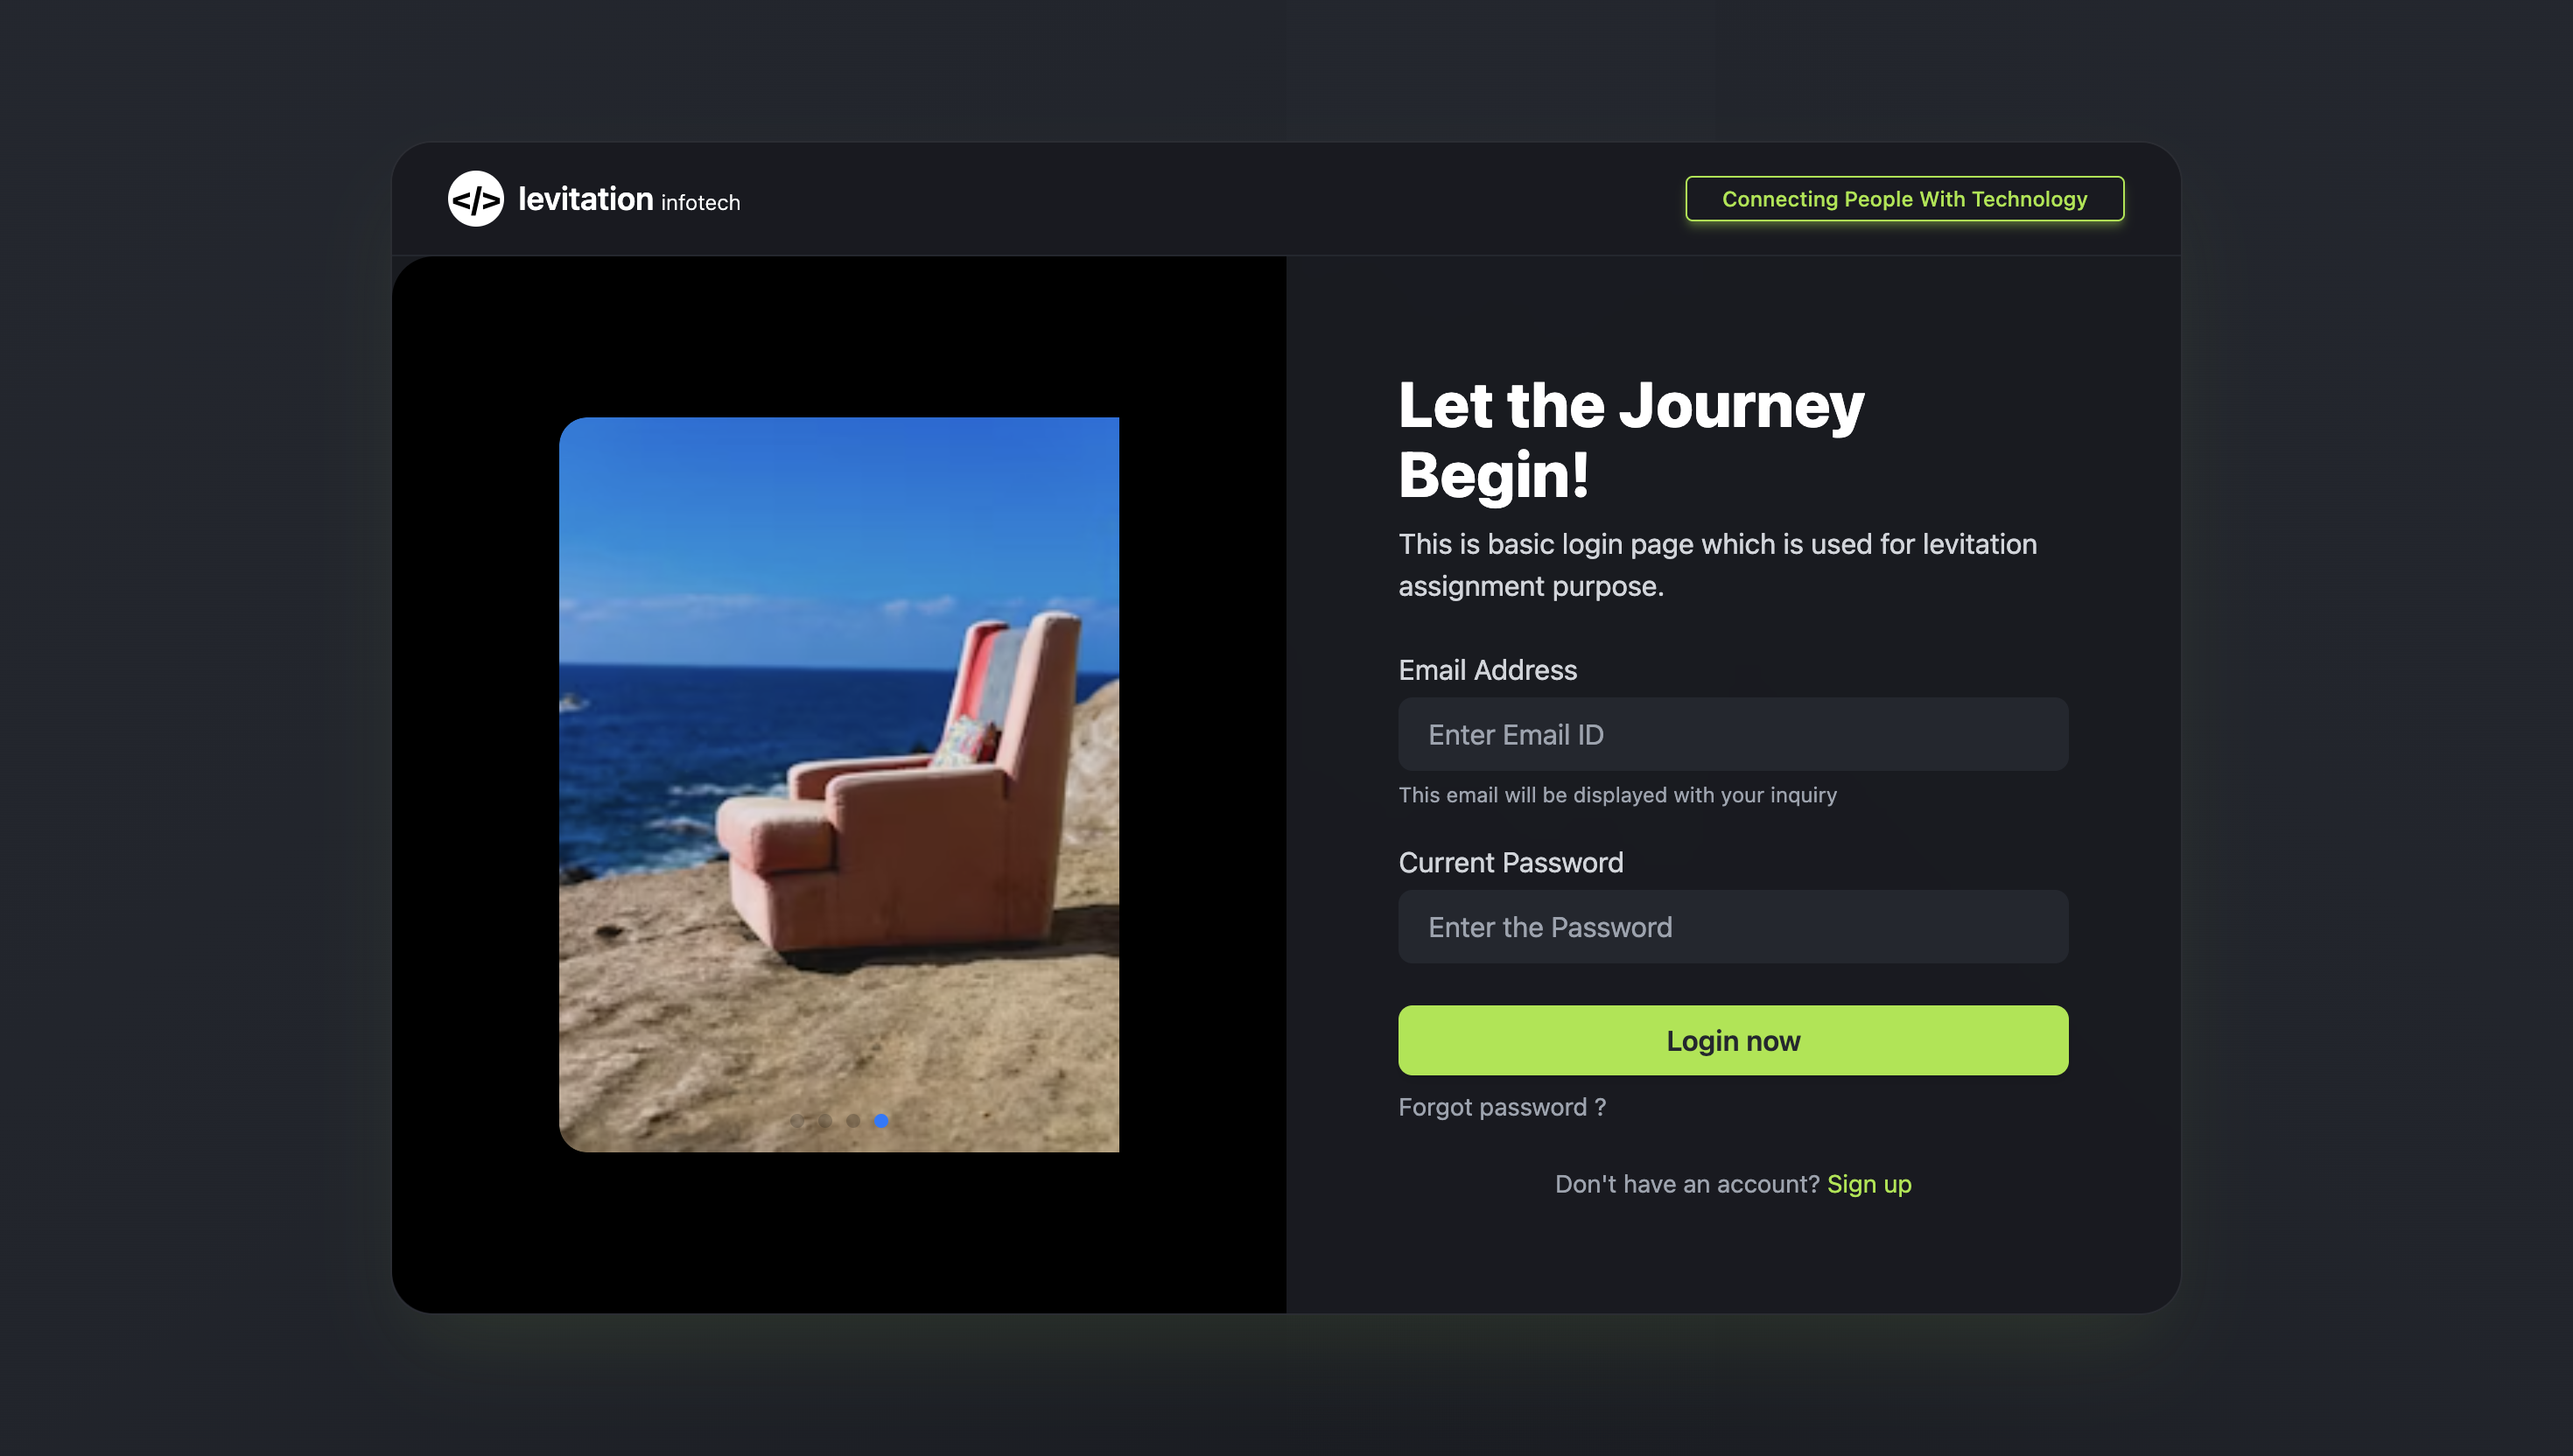 </> levitation infotech
Connecting People With Technology
Let the Journey
Begin!
This is basic login page which is used for levitation
assignment purpose.
Email Address
Enter Email ID
This email will be displayed with your inquiry
Current Password
Enter the Password
Login now
Forgot password ?
Don't have an account? Sign up